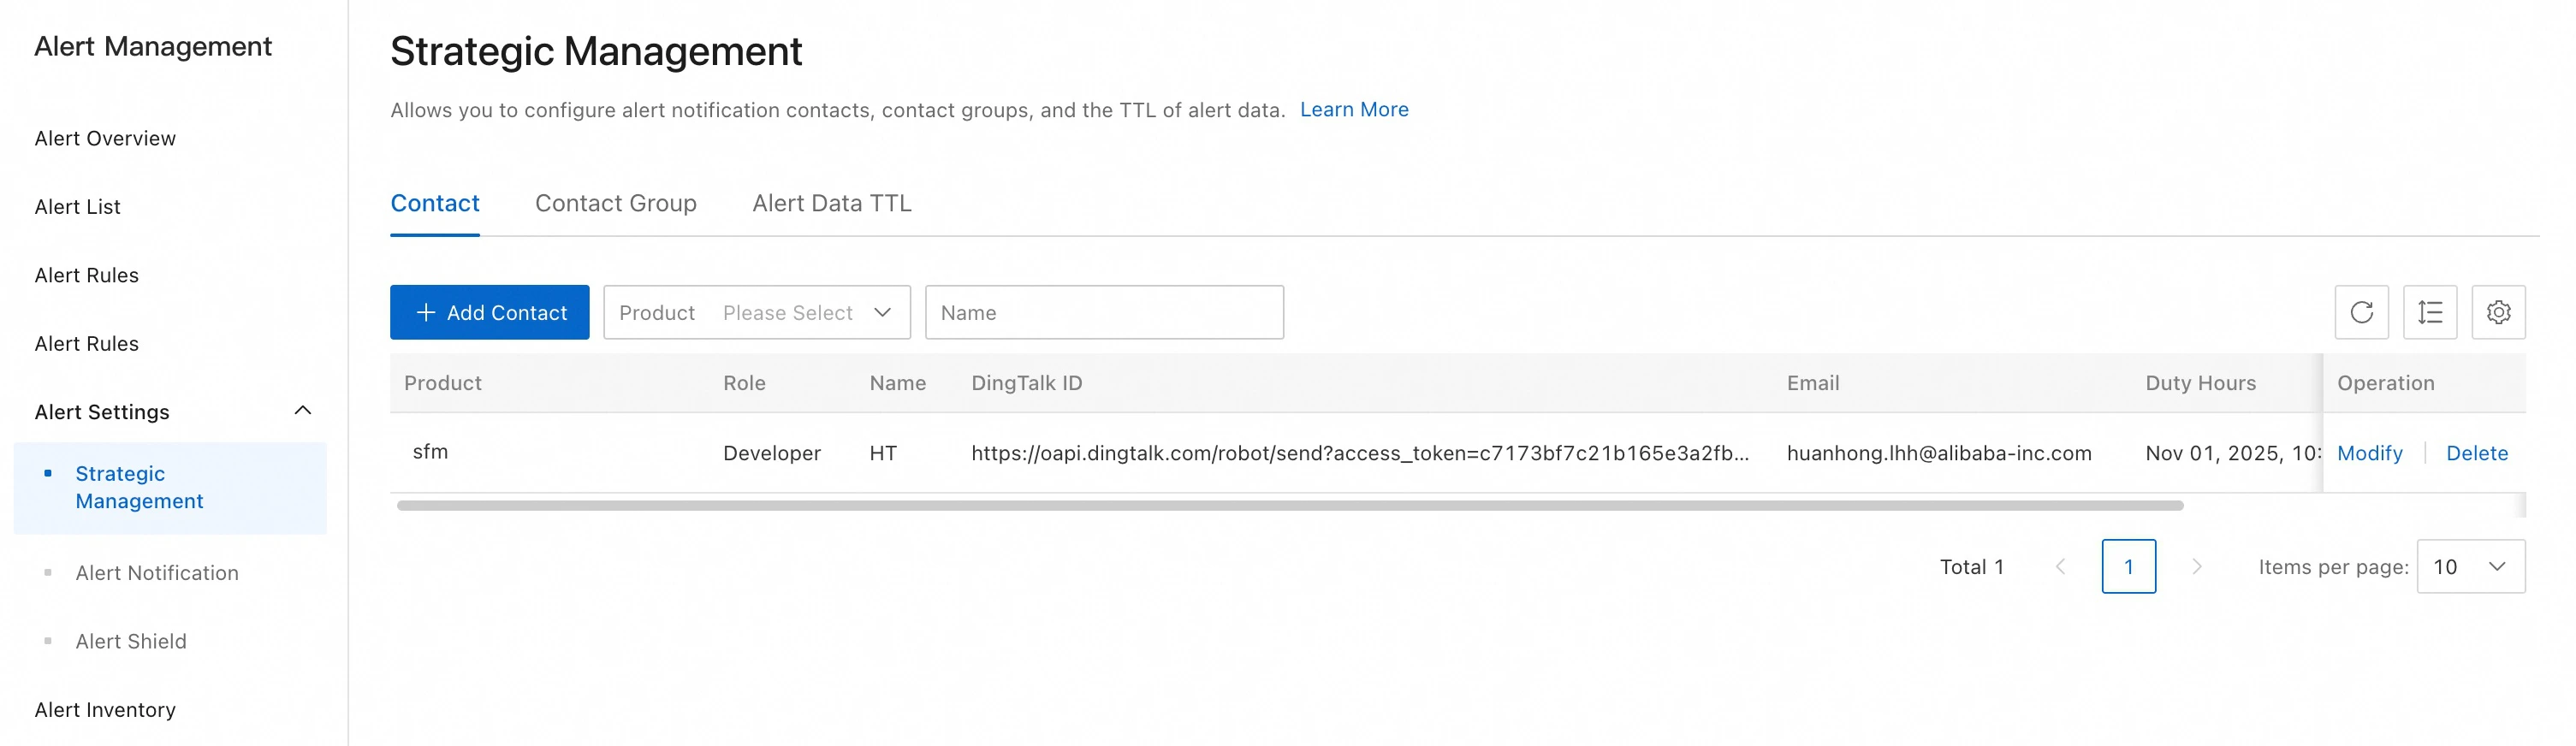 Alert Management
Alert Overview
Alert List
Alert Rules
Alert Rules
Alert Settings
Strategic
Management
Alert Notification
Alert Shield
Alert Inventory
Strategic Management
Allows you to configure alert notification contacts, contact groups, and the TTL of alert data. Learn More
Contact Contact Group Alert Data TTL
+ Add Contact Product Please Select Name
Product Role Name DingTalk ID Email Duty Hours Operation
sfm Developer HT https://oapi.dingtalk.com/robot/send?access_token=c7173bf7c21b165e3a2fb... huanhong.lhh@alibaba-inc.com Nov 01, 2025, 10: Modify Delete
Total 1 1 Items per page: 10